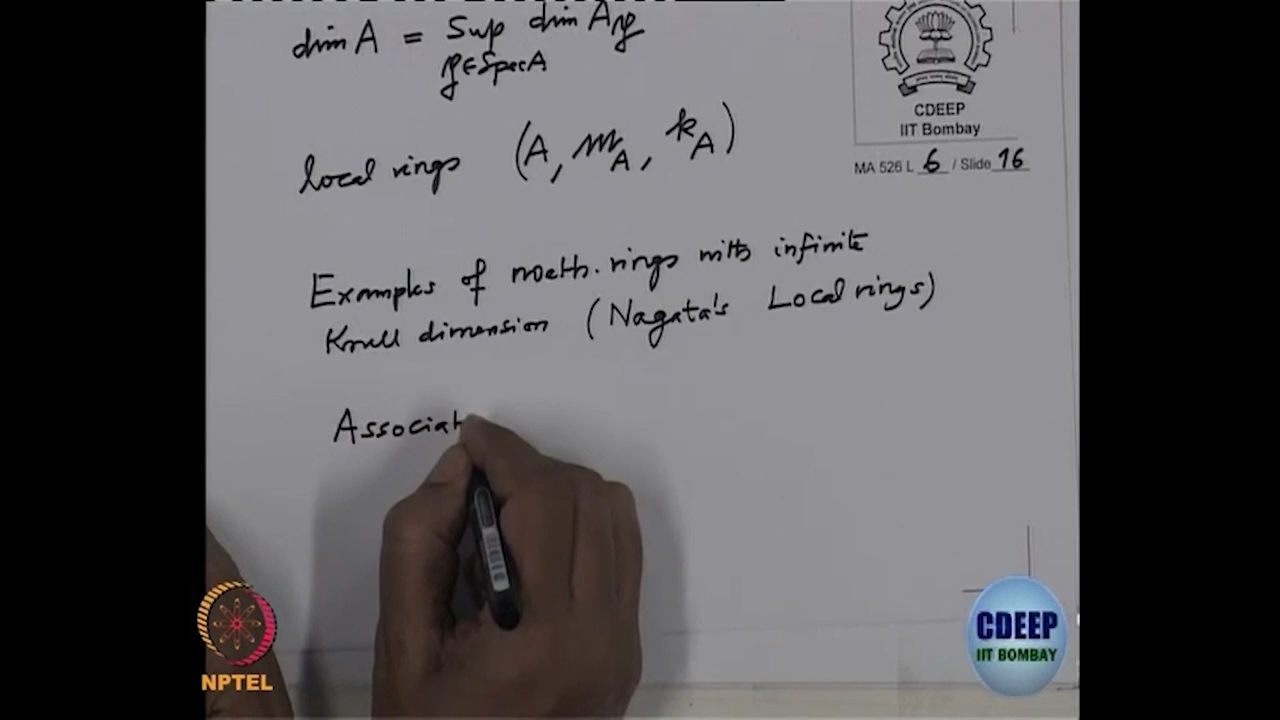 dim A = Sup dim A𝔭
𝔭∈Spec A
local rings (A, 𝔪_A, k_A)
Examples of noeth. rings with infinite
Krull dimension (Nagata's Local rings)
Associat
CDEEP
IIT Bombay
MA 526 L 6 / Slide 16
NPTEL
CDEEP
IIT BOMBAY